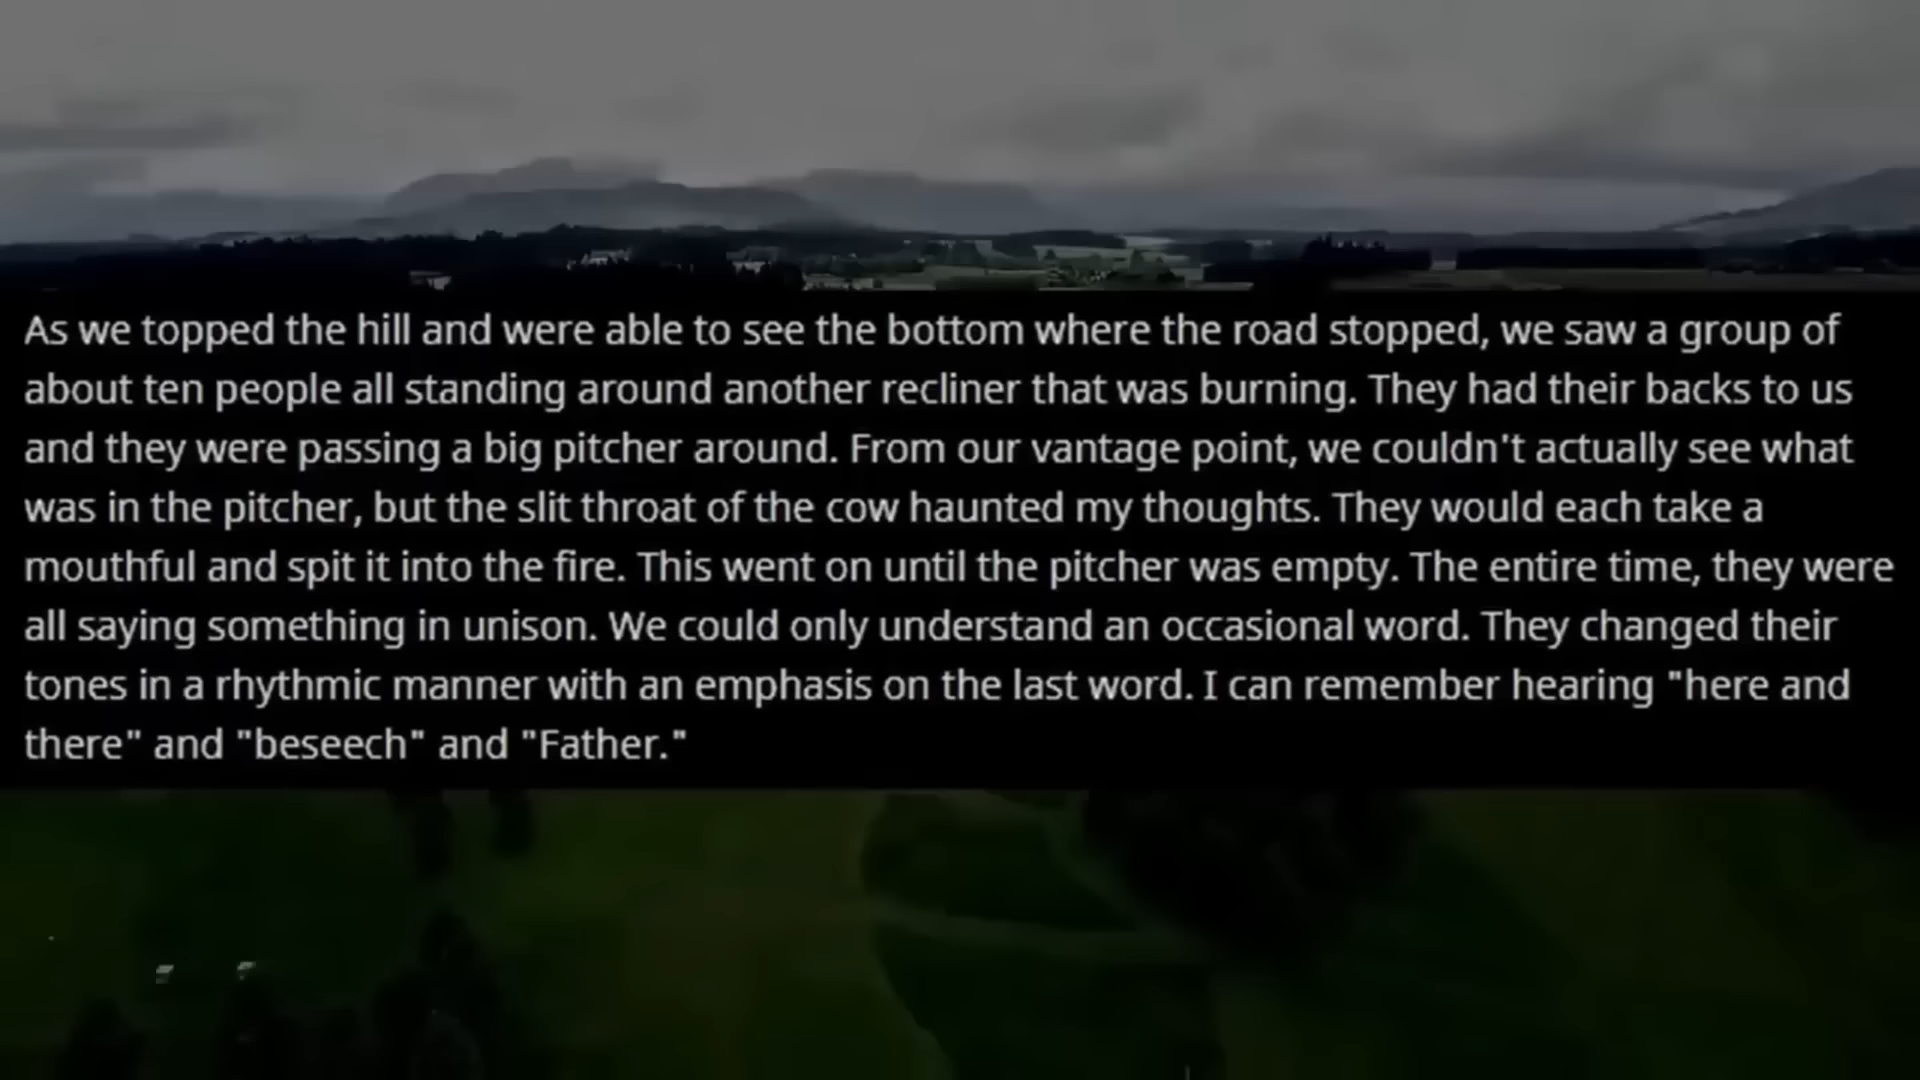 As we topped the hill and were able to see the bottom where the road stopped, we saw a group of
about ten people all standing around another recliner that was burning. They had their backs to us
and they were passing a big pitcher around. From our vantage point, we couldn't actually see what
was in the pitcher, but the slit throat of the cow haunted my thoughts. They would each take a
mouthful and spit it into the fire. This went on until the pitcher was empty. The entire time, they were
all saying something in unison. We could only understand an occasional word. They changed their
tones in a rhythmic manner with an emphasis on the last word. I can remember hearing "here and
there" and "beseech" and "Father."